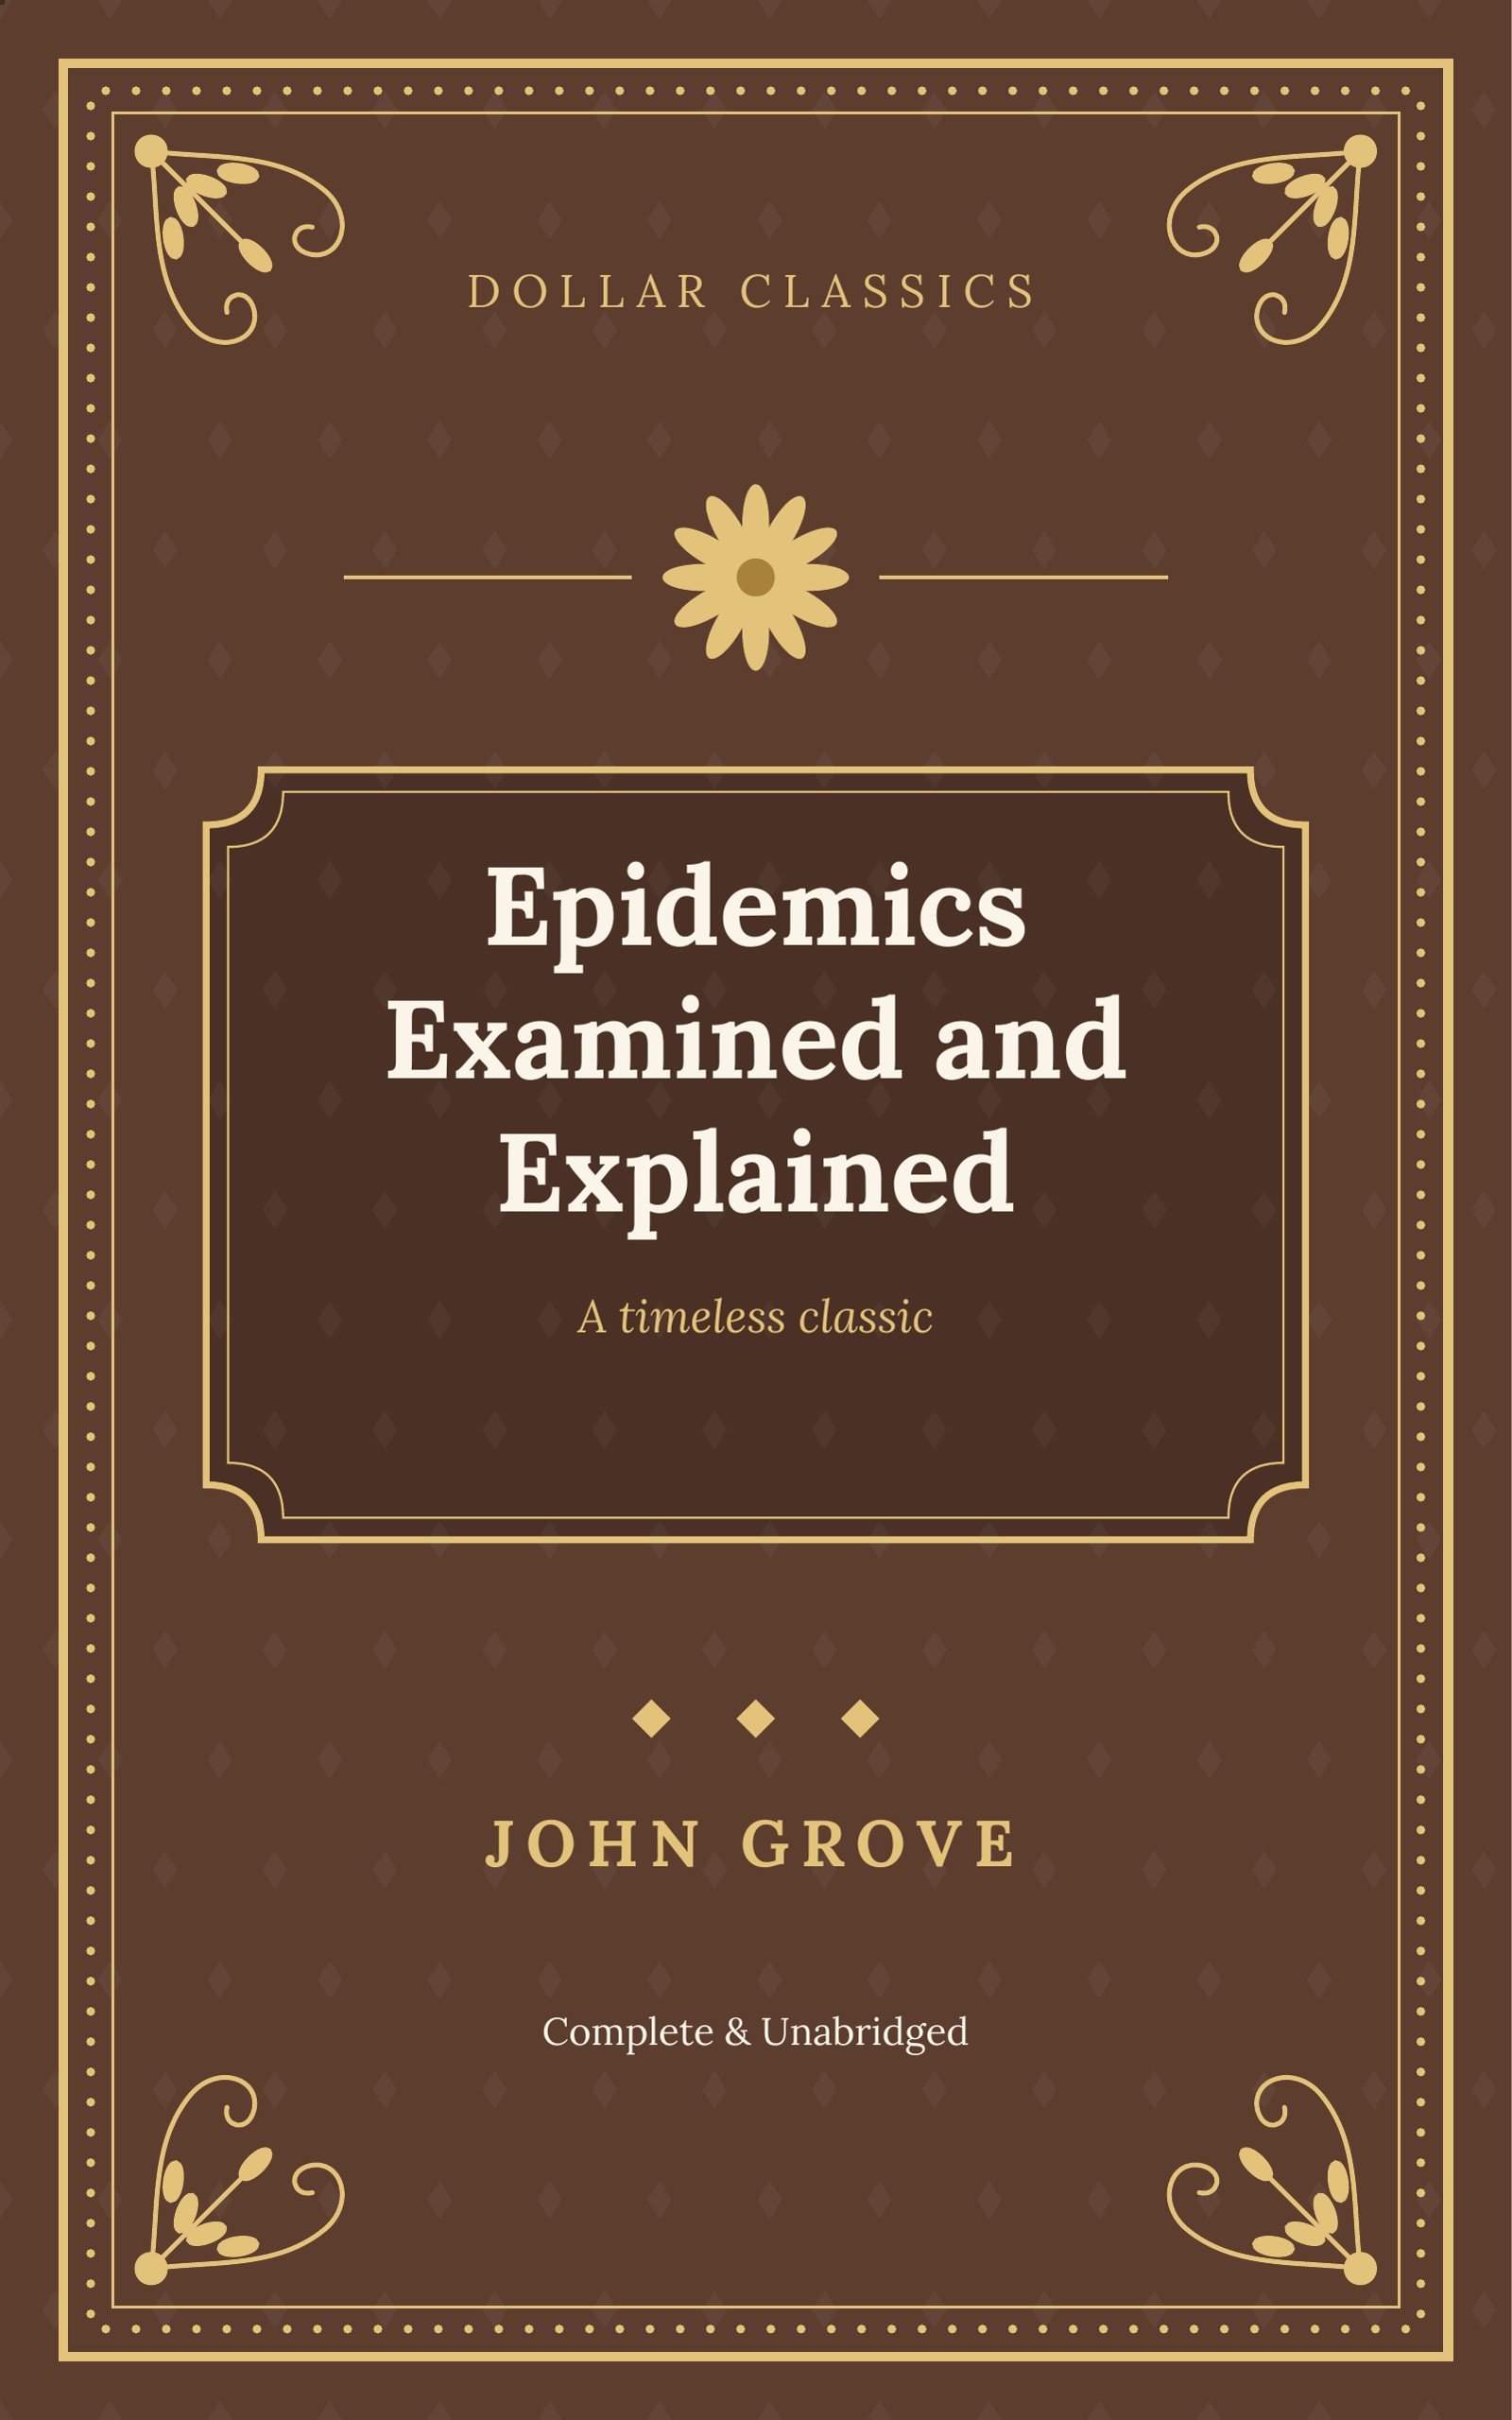 DOLLAR CLASSICS
Epidemics
Examined and
Explained
A timeless classic
JOHN GROVE
Complete & Unabridged